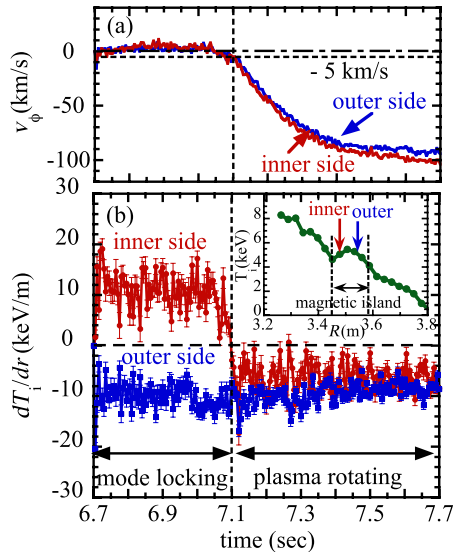 (a)
0
-50
-100
v_ϕ(km/s)
- 5 km/s
outer side
inner side
(b)
30
20
10
0
-10
-20
-30
dT_i/dr (keV/m)
inner side
outer side
8
6
4
2
0
T_i (keV)
inner
outer
magnetic island
3.2 3.4 3.6 3.8
R(m)
mode locking
plasma rotating
6.7 6.9 7.1 7.3 7.5 7.7
time (sec)